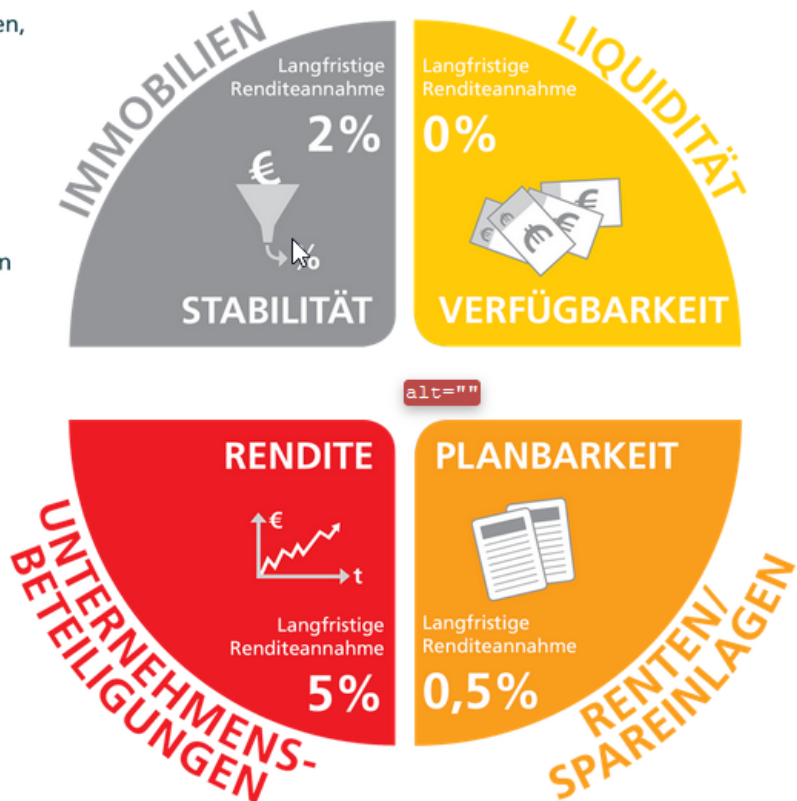 en,
n
IMMOBILIEN
Langfristige
Renditeannahme
2%
€
%
STABILITÄT
LIQUIDITÄT
Langfristige
Renditeannahme
0%
€ € € €
VERFÜGBARKEIT
alt=""
RENDITE
€
t
Langfristige
Renditeannahme
5%
UNTERNEHMENS-
BETEILIGUNGEN
PLANBARKEIT
Langfristige
Renditeannahme
0,5%
RENTEN/
SPAREINLAGEN